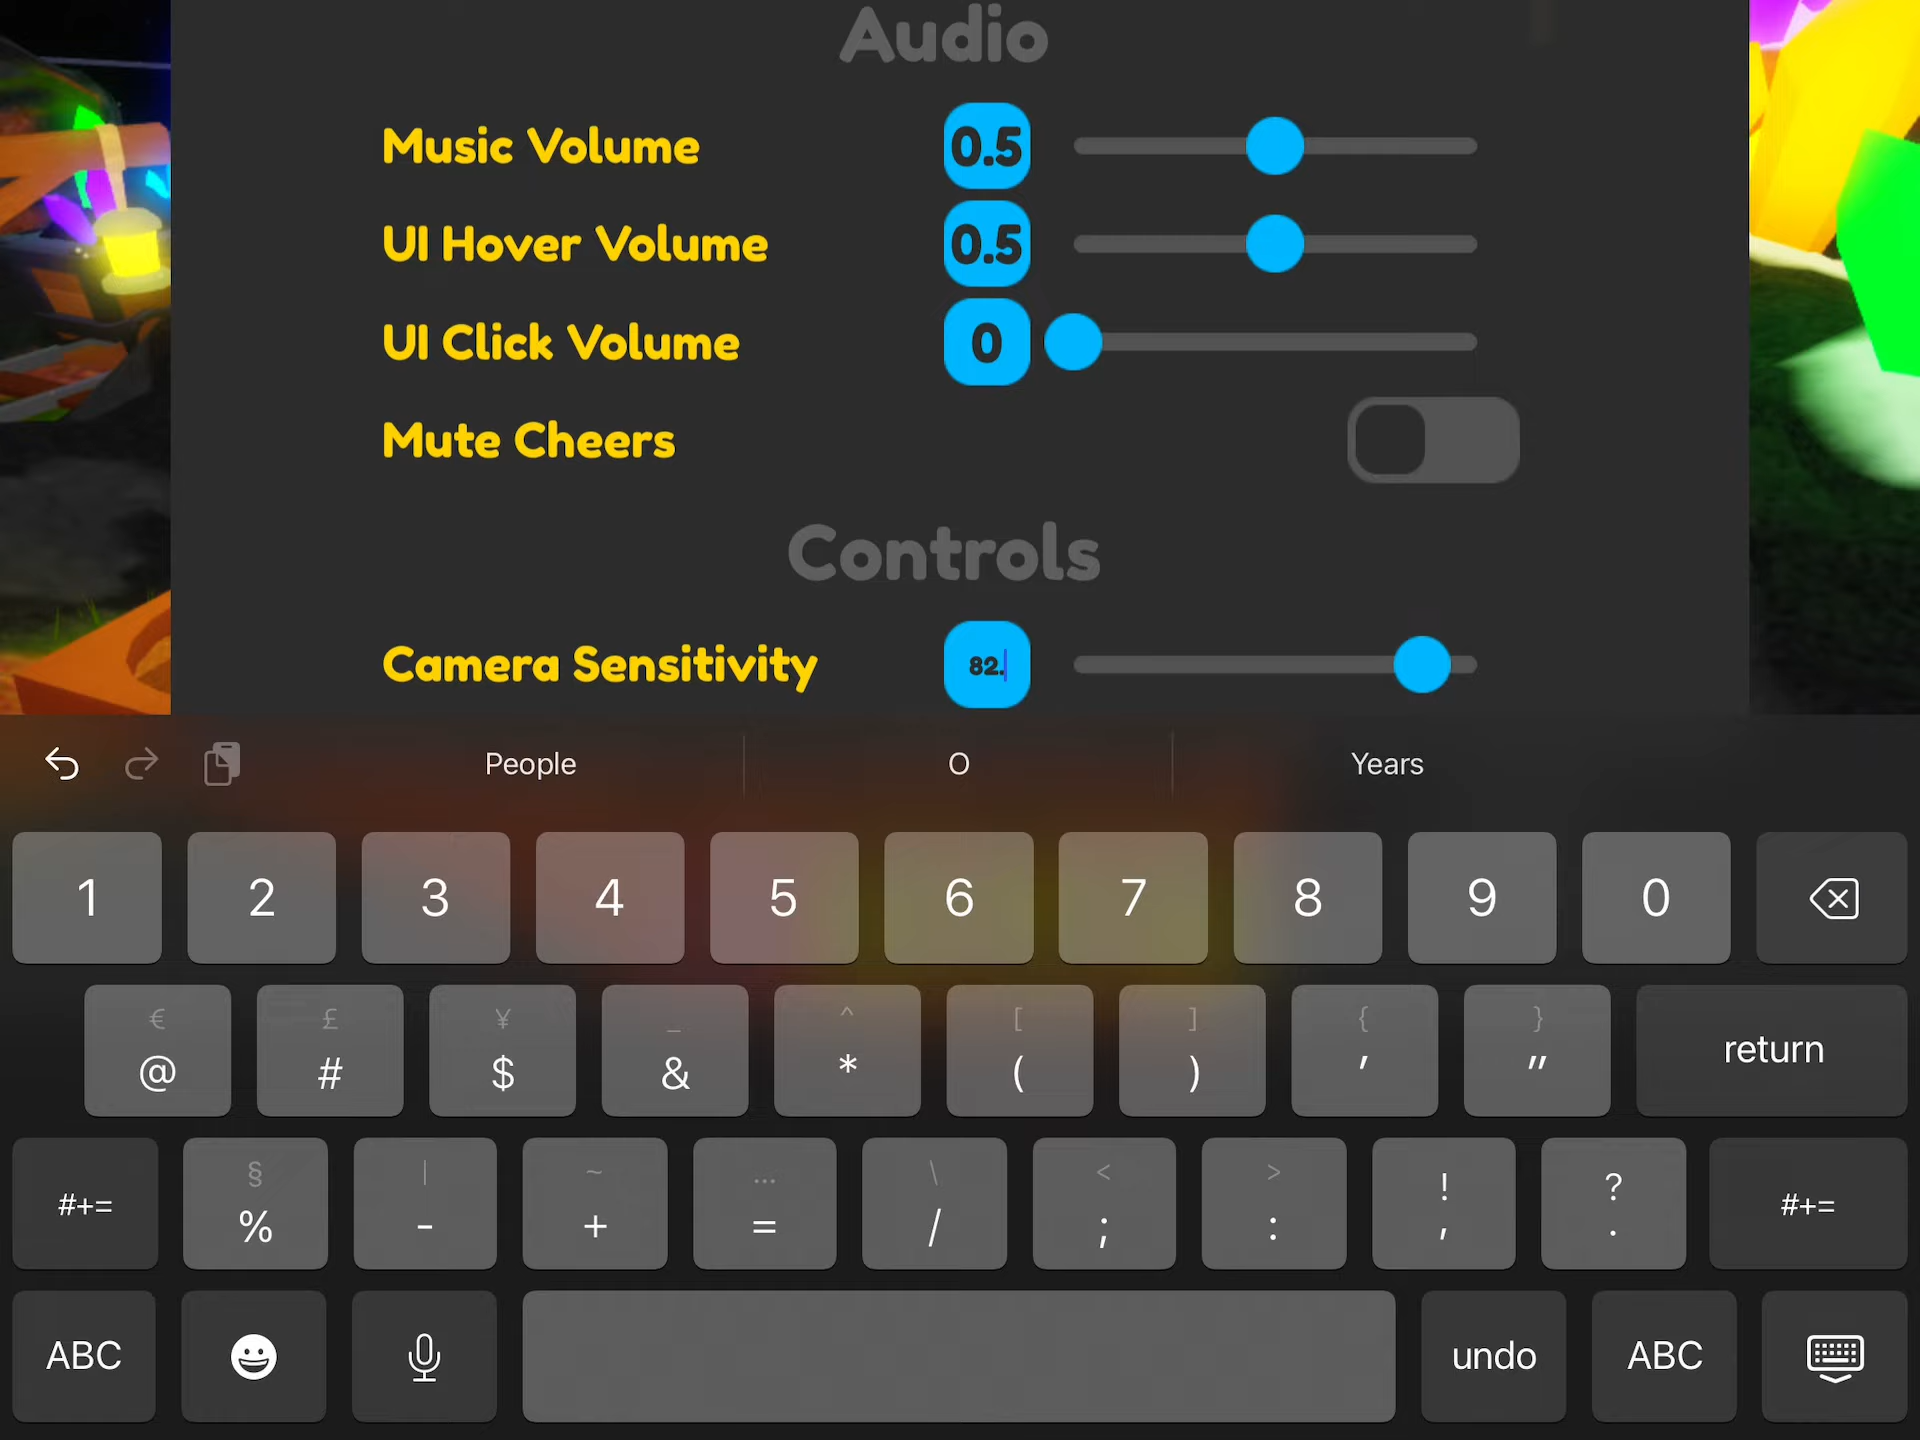 Audio
Music Volume 0.5
UI Hover Volume 0.5
UI Click Volume 0
Mute Cheers
Controls
Camera Sensitivity 82.
People O Years
1 2 3 4 5 6 7 8 9 0
€ £ ¥ _ ^ [ ] { }
@ # $ & * ( ) ' " return
§ | ~ … \ < > ! ?
#+= % - + = / ; : , . #+=
ABC undo ABC